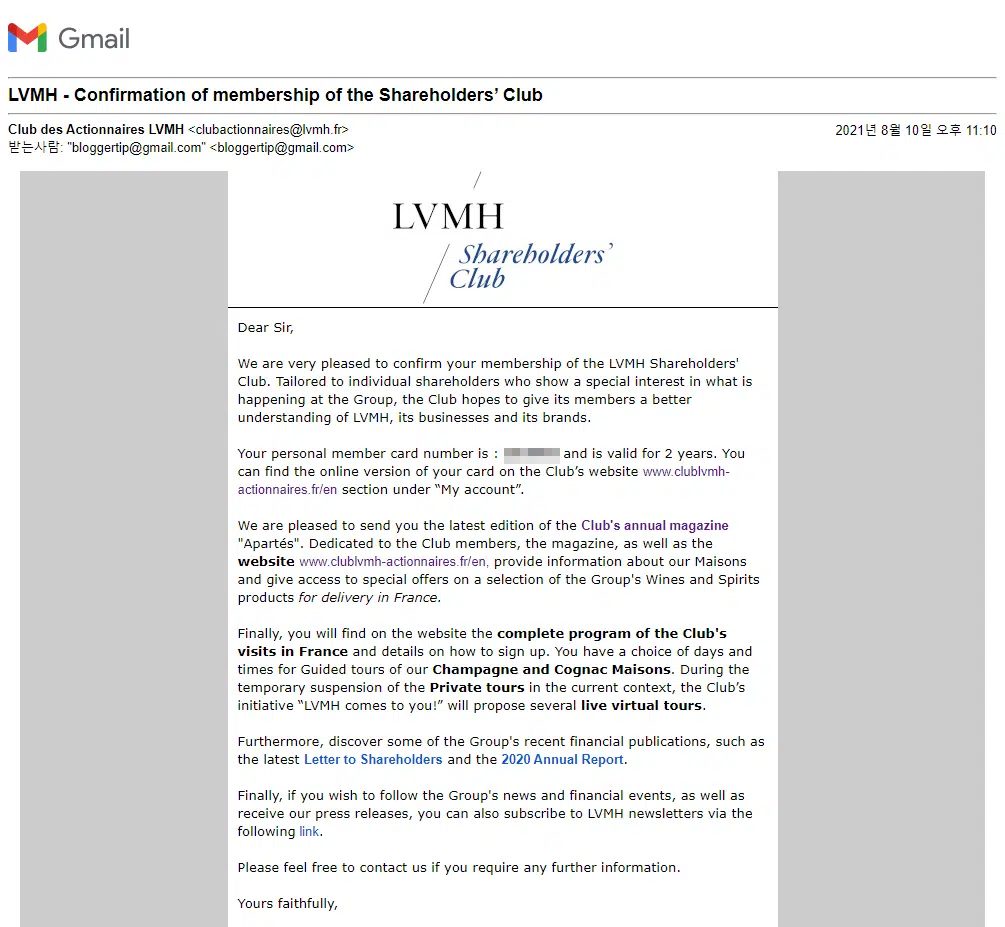 Gmail
LVMH - Confirmation of membership of the Shareholders’ Club
Club des Actionnaires LVMH <clubactionnaires@lvmh.fr>
2021년 8월 10일 오후 11:10
받는사람: "bloggertip@gmail.com" <bloggertip@gmail.com>
LVMH
Shareholders’
Club
Dear Sir,
We are very pleased to confirm your membership of the LVMH Shareholders'
Club. Tailored to individual shareholders who show a special interest in what is
happening at the Group, the Club hopes to give its members a better
understanding of LVMH, its businesses and its brands.
Your personal member card number is : and is valid for 2 years. You
can find the online version of your card on the Club’s website www.clublvmh-
actionnaires.fr/en section under “My account”.
We are pleased to send you the latest edition of the Club's annual magazine
"Apartés". Dedicated to the Club members, the magazine, as well as the
website www.clublvmh-actionnaires.fr/en, provide information about our Maisons
and give access to special offers on a selection of the Group's Wines and Spirits
products for delivery in France.
Finally, you will find on the website the complete program of the Club's
visits in France and details on how to sign up. You have a choice of days and
times for Guided tours of our Champagne and Cognac Maisons. During the
temporary suspension of the Private tours in the current context, the Club’s
initiative “LVMH comes to you!” will propose several live virtual tours.
Furthermore, discover some of the Group's recent financial publications, such as
the latest Letter to Shareholders and the 2020 Annual Report.
Finally, if you wish to follow the Group's news and financial events, as well as
receive our press releases, you can also subscribe to LVMH newsletters via the
following link.
Please feel free to contact us if you require any further information.
Yours faithfully,